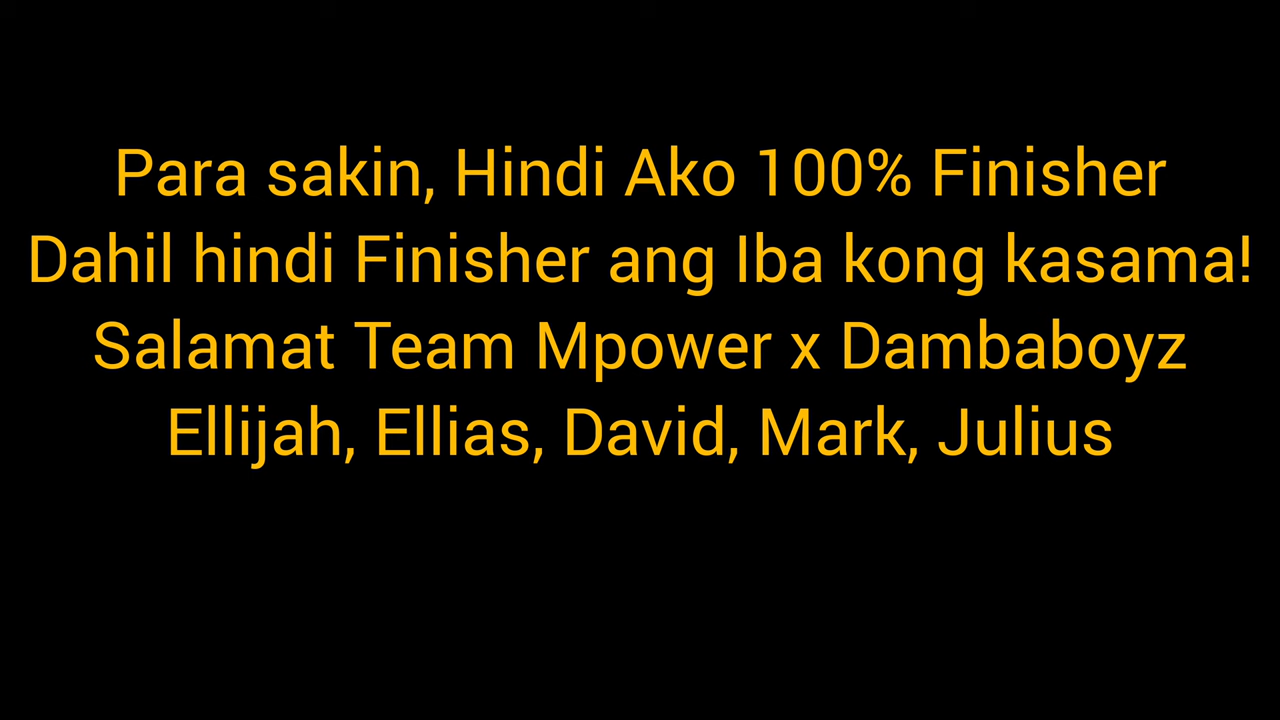 Para sakin, Hindi Ako 100% Finisher
Dahil hindi Finisher ang Iba kong kasama!
Salamat Team Mpower x Dambaboyz
Ellijah, Ellias, David, Mark, Julius